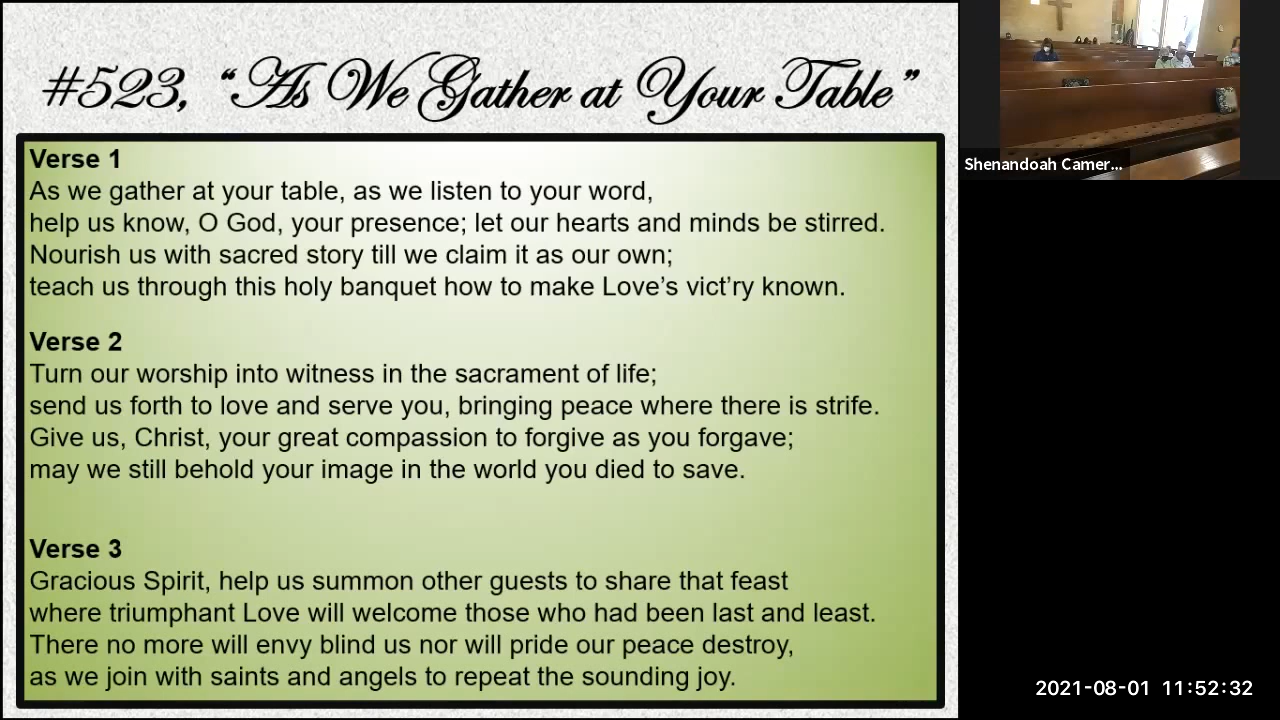 #523, “As We Gather at Your Table”
Verse 1
As we gather at your table, as we listen to your word,
help us know, O God, your presence; let our hearts and minds be stirred.
Nourish us with sacred story till we claim it as our own;
teach us through this holy banquet how to make Love’s vict’ry known.
Verse 2
Turn our worship into witness in the sacrament of life;
send us forth to love and serve you, bringing peace where there is strife.
Give us, Christ, your great compassion to forgive as you forgave;
may we still behold your image in the world you died to save.
Verse 3
Gracious Spirit, help us summon other guests to share that feast
where triumphant Love will welcome those who had been last and least.
There no more will envy blind us nor will pride our peace destroy,
as we join with saints and angels to repeat the sounding joy.
Shenandoah Camer...
2021-08-01 11:52:32